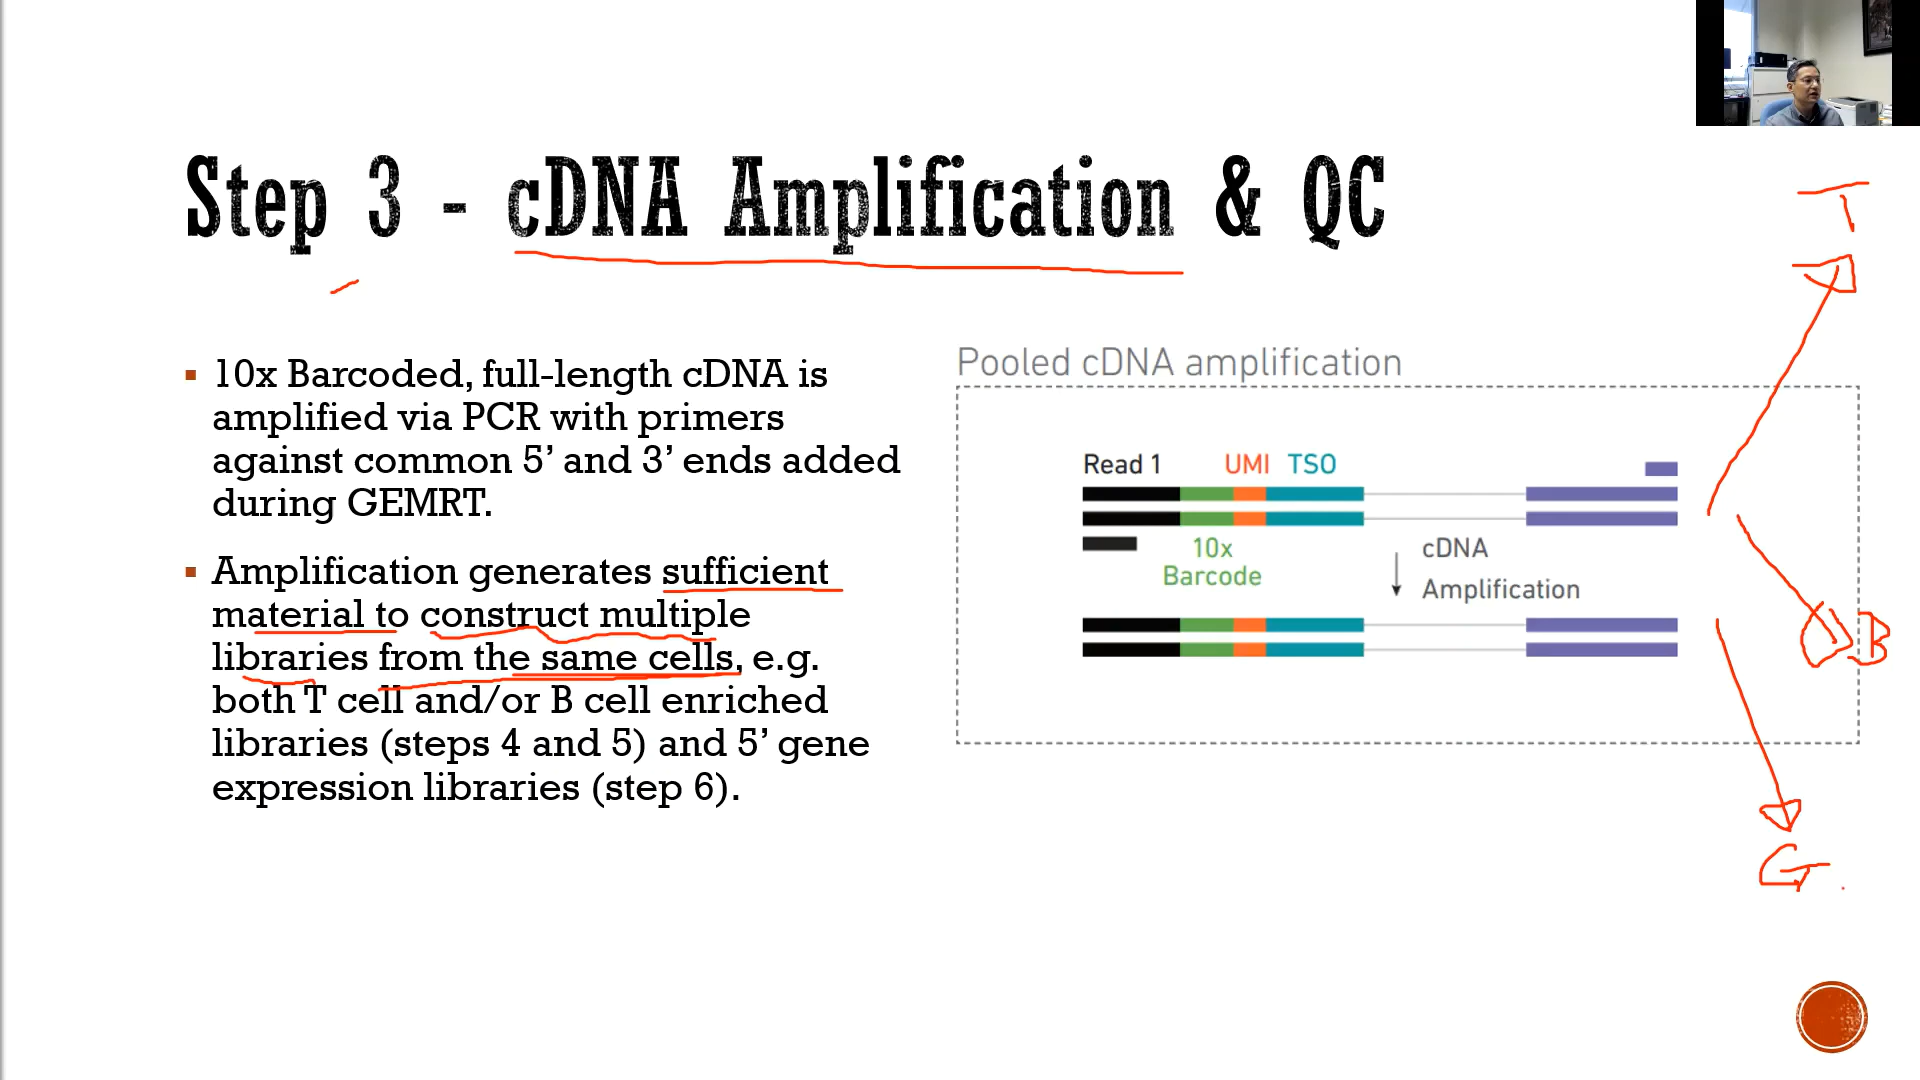 Step 3 - cDNA Amplification & QC
▪ 10x Barcoded, full-length cDNA is
amplified via PCR with primers
against common 5’ and 3’ ends added
during GEMRT.
▪ Amplification generates sufficient
material to construct multiple
libraries from the same cells, e.g.
both T cell and/or B cell enriched
libraries (steps 4 and 5) and 5’ gene
expression libraries (step 6).
Pooled cDNA amplification
Read 1 UMI TSO
10x
Barcode
cDNA
Amplification
T
B
G